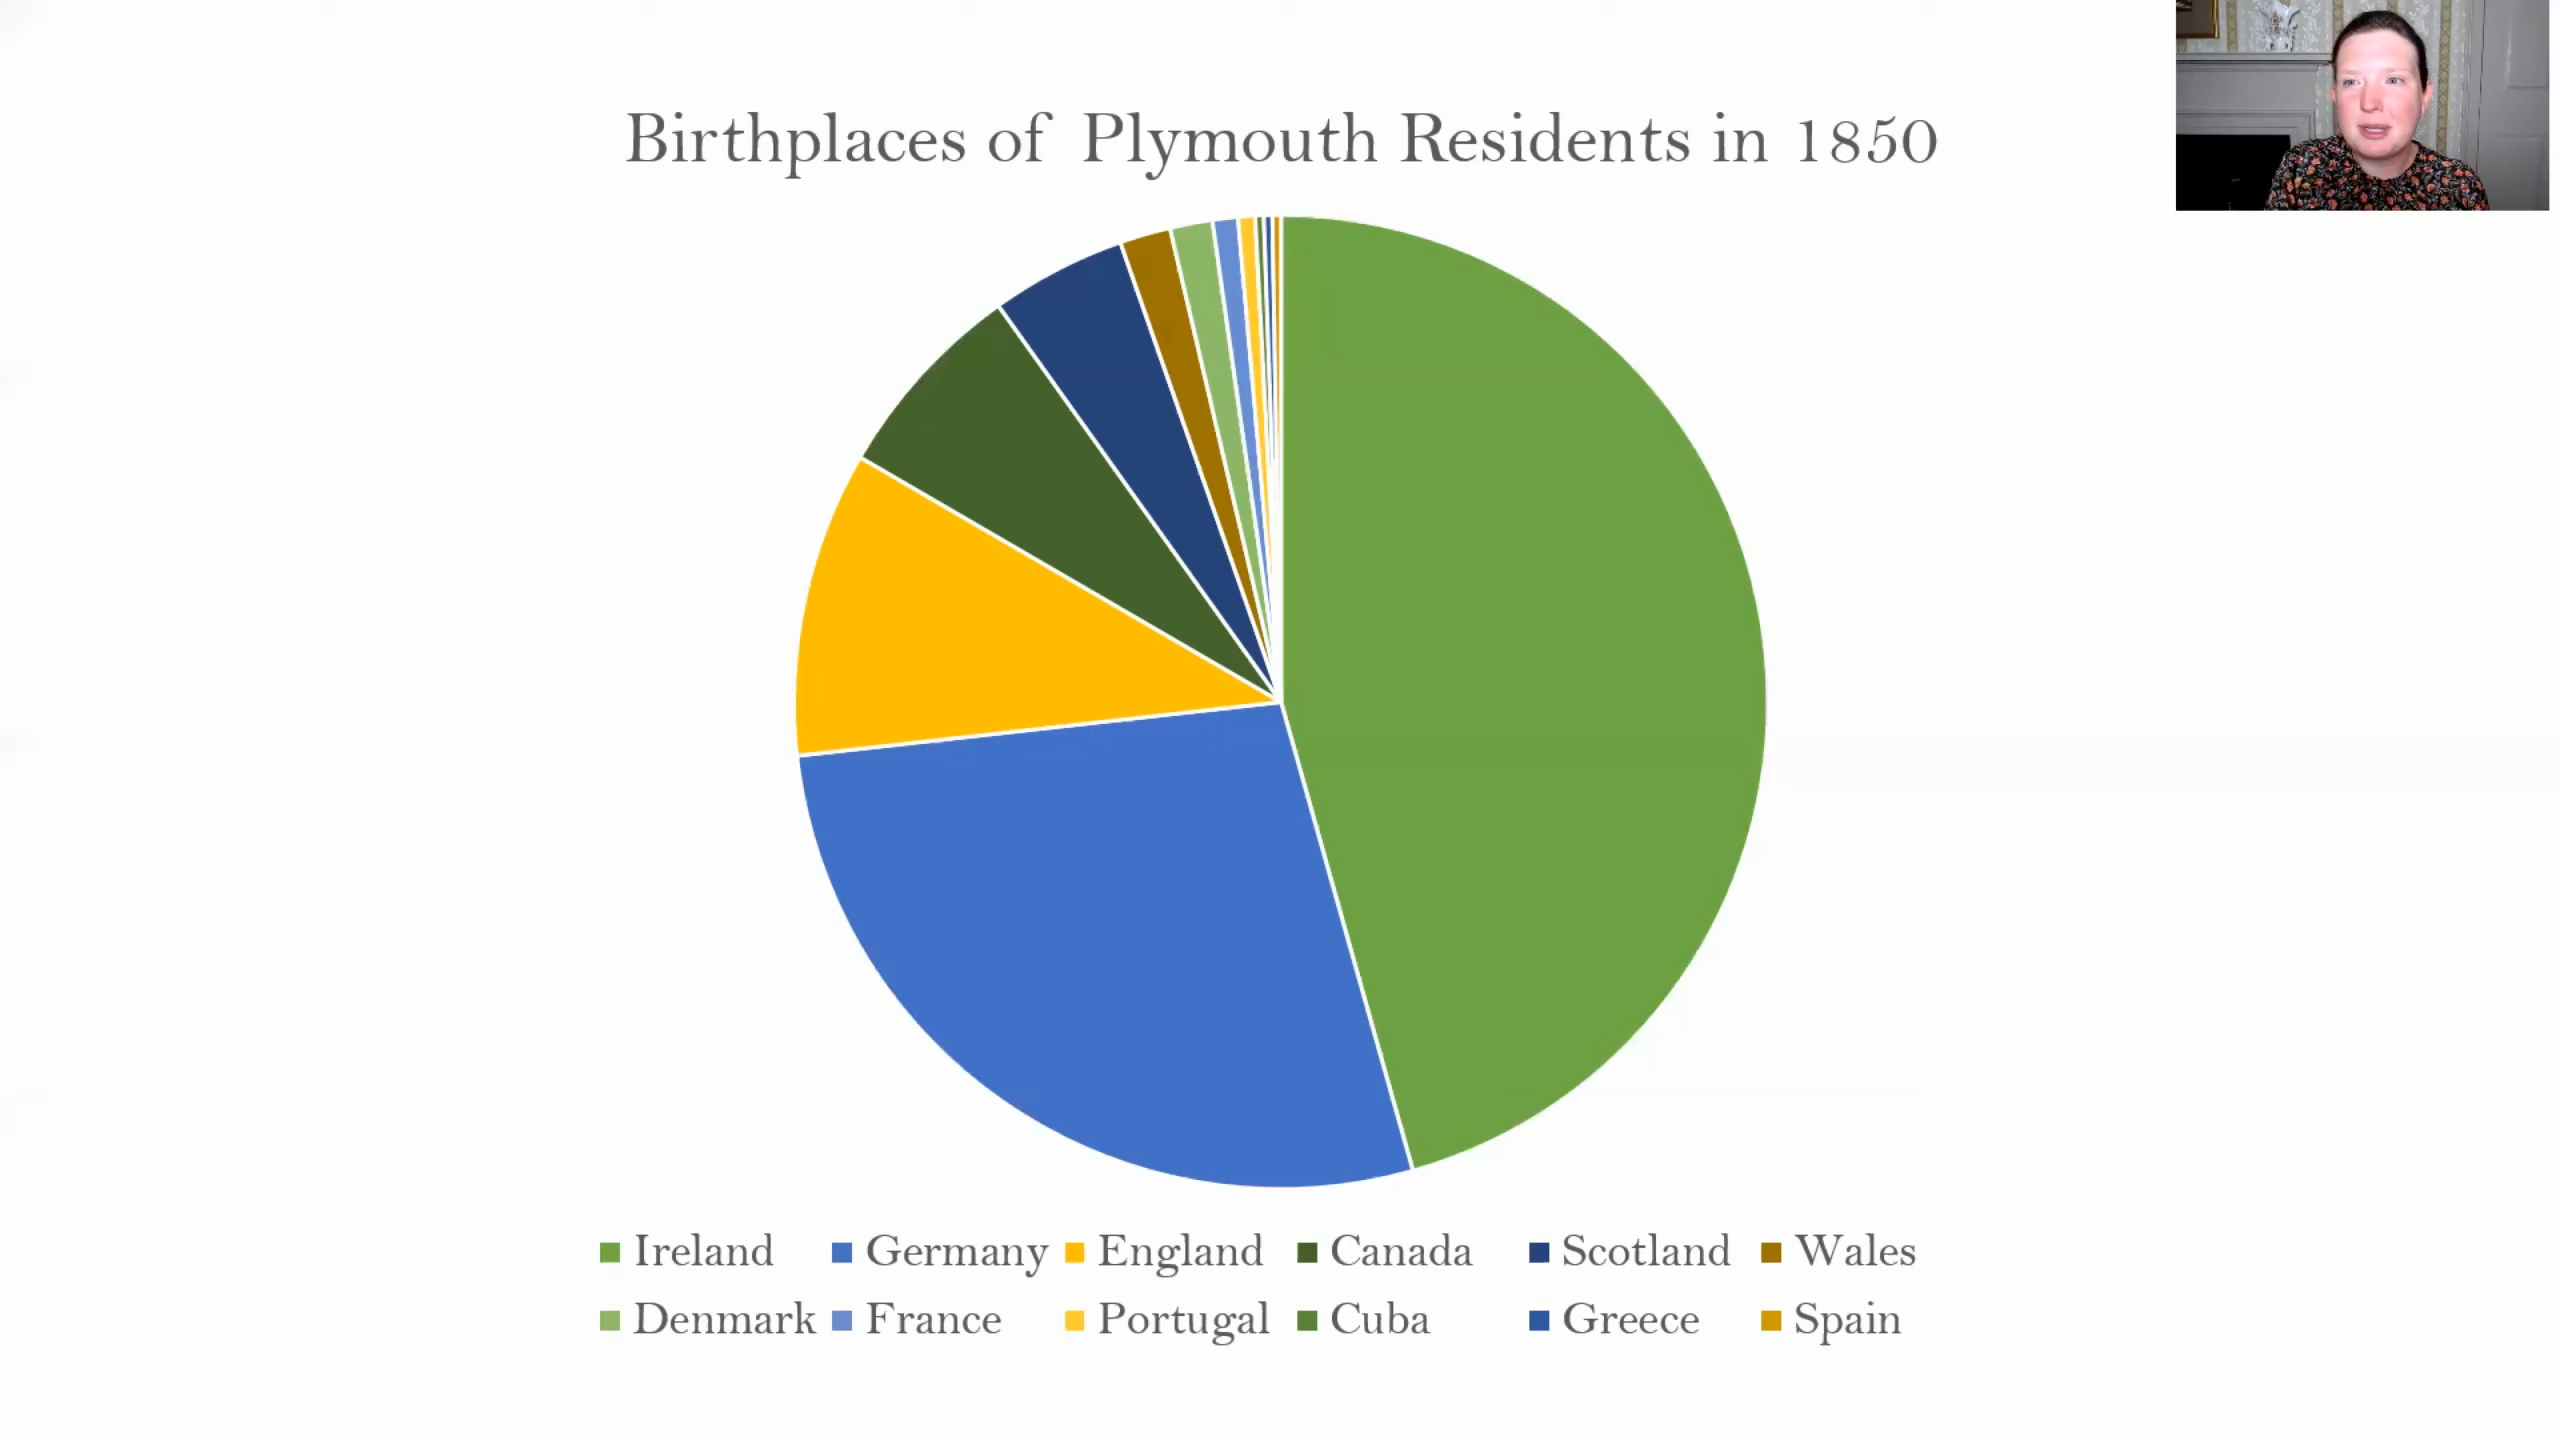 Birthplaces of Plymouth Residents in 1850
Ireland Germany England Canada Scotland Wales
Denmark France Portugal Cuba Greece Spain